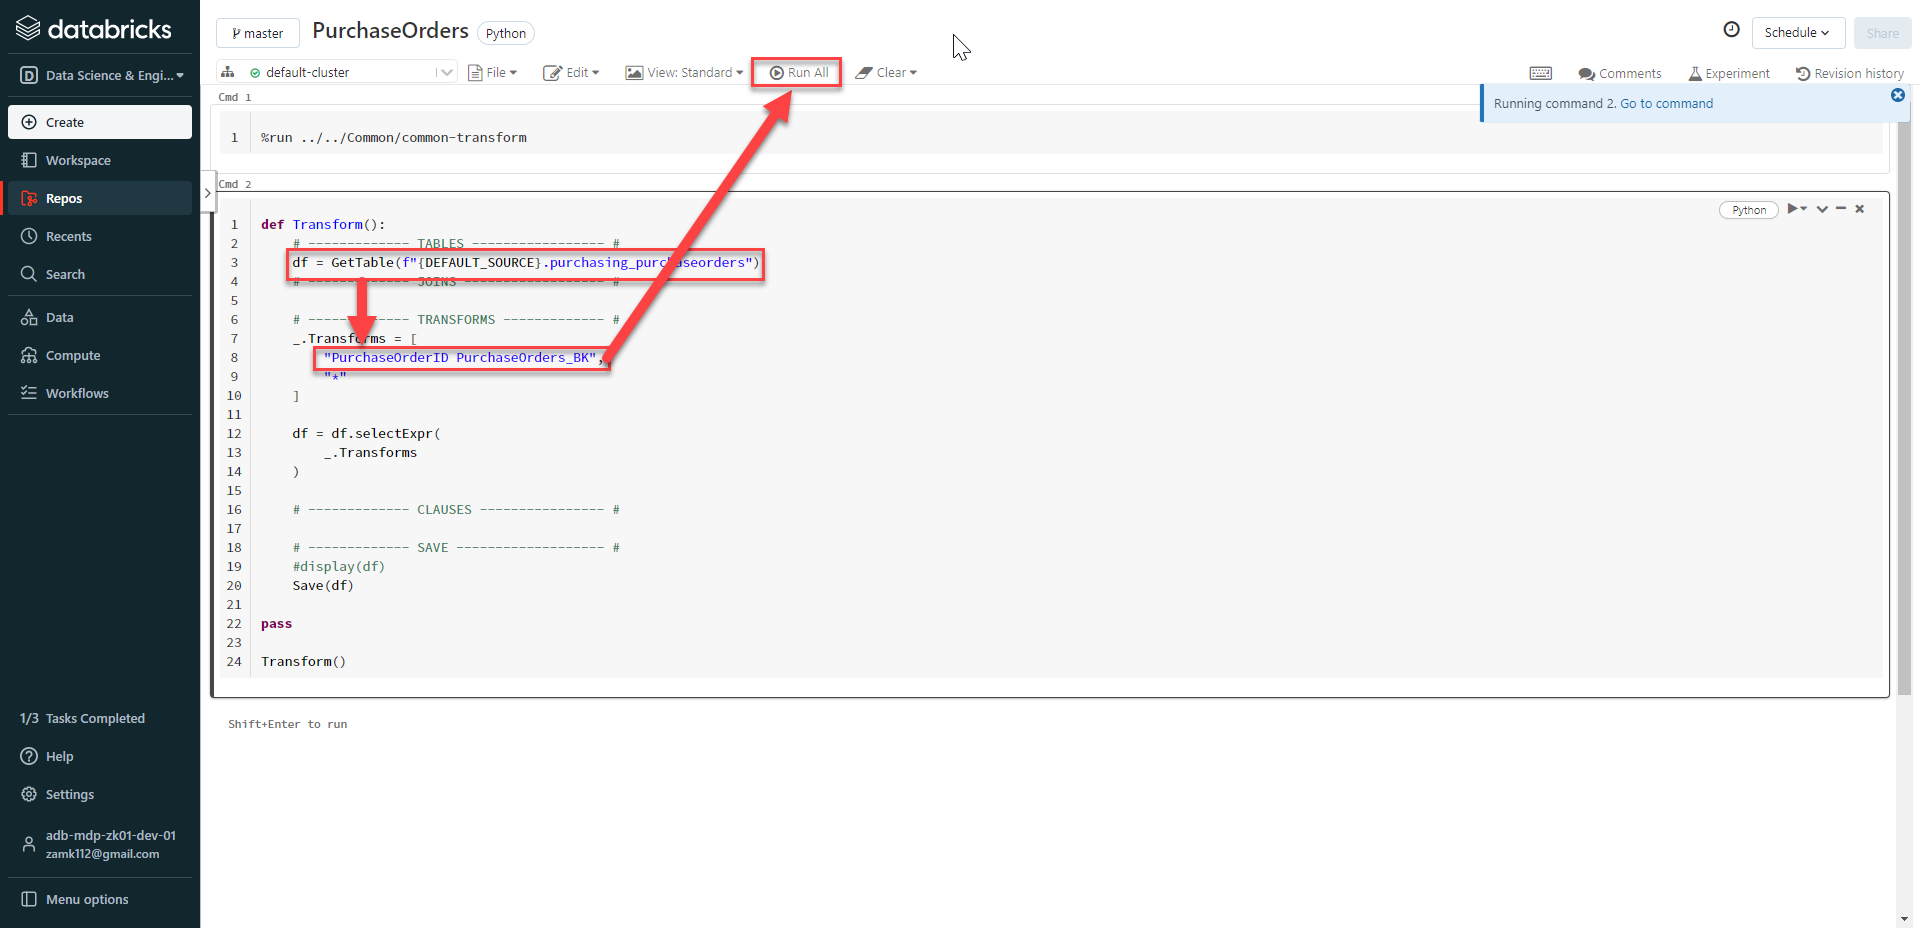 databricks
Data Science & Engi...
Create
Workspace
Repos
Recents
Search
Data
Compute
Workflows
1/3 Tasks Completed
Help
Settings
adb-mdp-zk01-dev-01
zamk112@gmail.com
Menu options
master
PurchaseOrders
Python
Schedule
Share
default-cluster
File
Edit
View: Standard
Run All
Clear
Comments
Experiment
Revision history
Running command 2. Go to command
Cmd 1
1 %run ../../Common/common-transform
Cmd 2
Python
1 def Transform():
2 # ------------- TABLES ----------------- #
3 df = GetTable(f"{DEFAULT_SOURCE}.purchasing_purchaseorders")
4 # ------------- JOINS ------------------ #
5
6 # ------------- TRANSFORMS ------------- #
7 _.Transforms = [
8 "PurchaseOrderID PurchaseOrders_BK",
9 "*"
10 ]
11
12 df = df.selectExpr(
13 _.Transforms
14 )
15
16 # ------------- CLAUSES ---------------- #
17
18 # ------------- SAVE ------------------- #
19 #display(df)
20 Save(df)
21
22 pass
23
24 Transform()
Shift+Enter to run